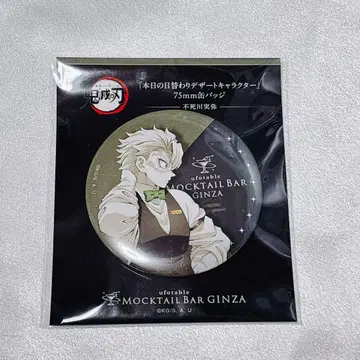 鬼滅の刃
「本日の日替わりデザートキャラクター」
75mm缶バッジ
不死川実弥
ufotable
MOCKTAIL BAR
GINZA
©K.G/S, A, U
ufotable
MOCKTAIL BAR GINZA
©KG/S, A, U